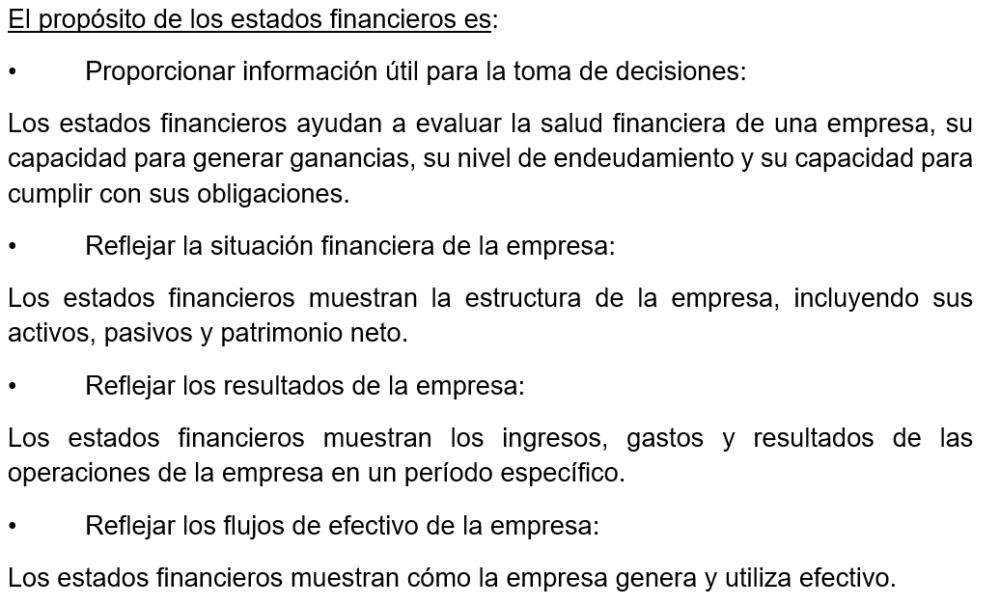 El propósito de los estados financieros es:
• Proporcionar información útil para la toma de decisiones:
Los estados financieros ayudan a evaluar la salud financiera de una empresa, su
capacidad para generar ganancias, su nivel de endeudamiento y su capacidad para
cumplir con sus obligaciones.
• Reflejar la situación financiera de la empresa:
Los estados financieros muestran la estructura de la empresa, incluyendo sus
activos, pasivos y patrimonio neto.
• Reflejar los resultados de la empresa:
Los estados financieros muestran los ingresos, gastos y resultados de las
operaciones de la empresa en un período específico.
• Reflejar los flujos de efectivo de la empresa:
Los estados financieros muestran cómo la empresa genera y utiliza efectivo.